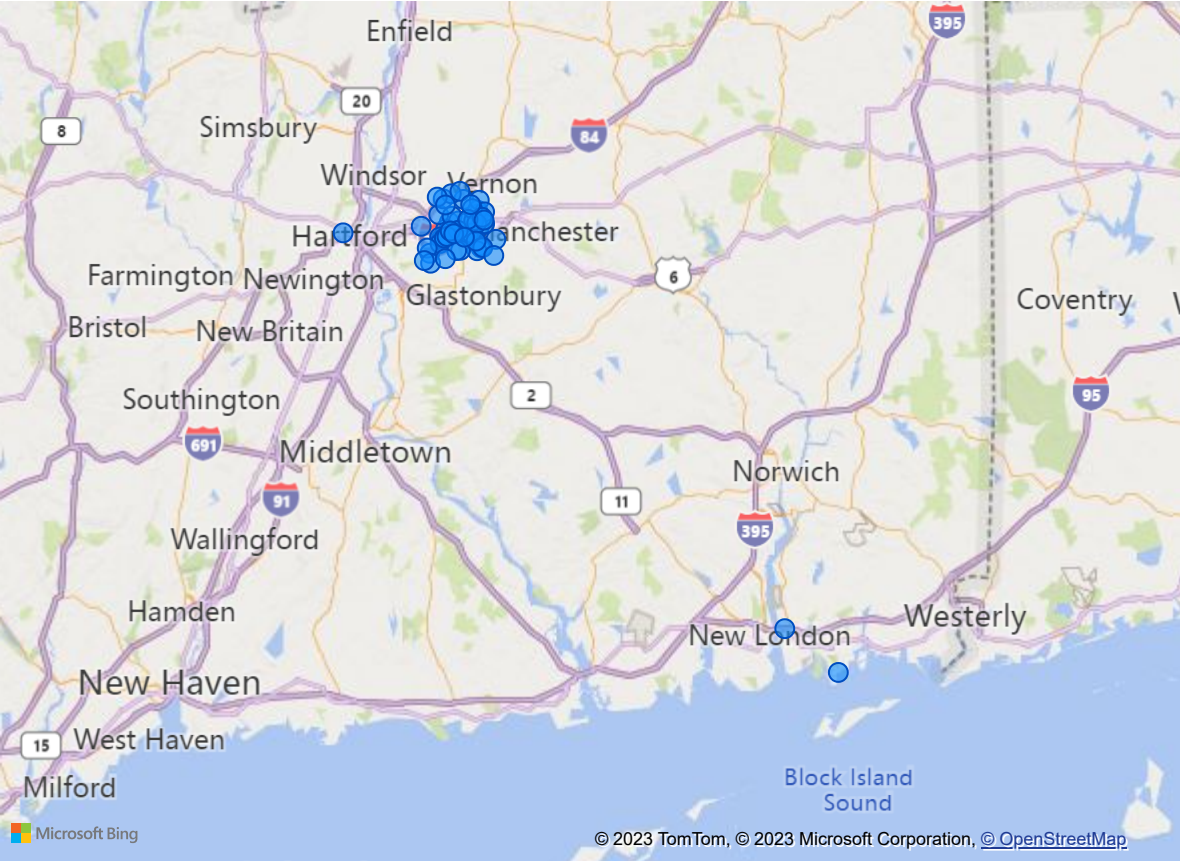 395
Enfield
20
8
Simsbury
84
Windsor
Vernon
Hartford
anchester
Farmington
Newington
6
Glastonbury
Coventry
Bristol
New Britain
2
95
Southington
691
Middletown
Norwich
91
11
395
Wallingford
Hamden
Westerly
New London
New Haven
15
West Haven
Block Island
Sound
Milford
Microsoft Bing
© 2023 TomTom, © 2023 Microsoft Corporation, © OpenStreetMap